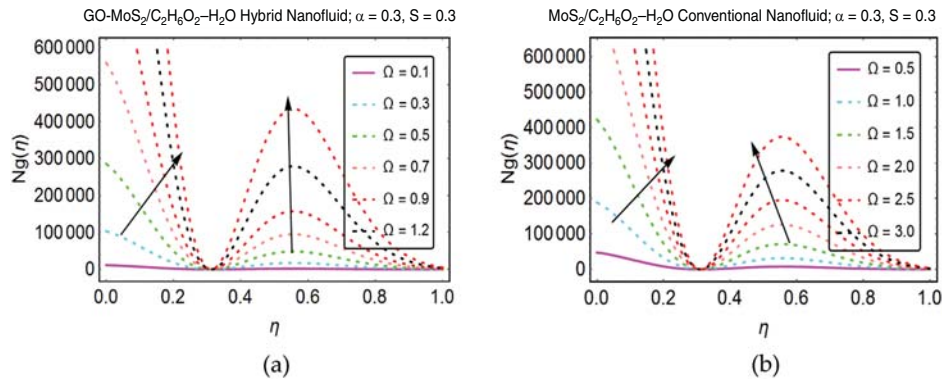 GO-MoS₂/C₂H₆O₂–H₂O Hybrid Nanofluid; α = 0.3, S = 0.3
600 000
500 000
400 000
300 000
200 000
100 000
0
Ng(η)
Ω = 0.1
Ω = 0.3
Ω = 0.5
Ω = 0.7
Ω = 0.9
Ω = 1.2
0.0 0.2 0.4 0.6 0.8 1.0
η
(a)
MoS₂/C₂H₆O₂–H₂O Conventional Nanofluid; α = 0.3, S = 0.3
600 000
500 000
400 000
300 000
200 000
100 000
0
Ng(η)
Ω = 0.5
Ω = 1.0
Ω = 1.5
Ω = 2.0
Ω = 2.5
Ω = 3.0
0.0 0.2 0.4 0.6 0.8 1.0
η
(b)